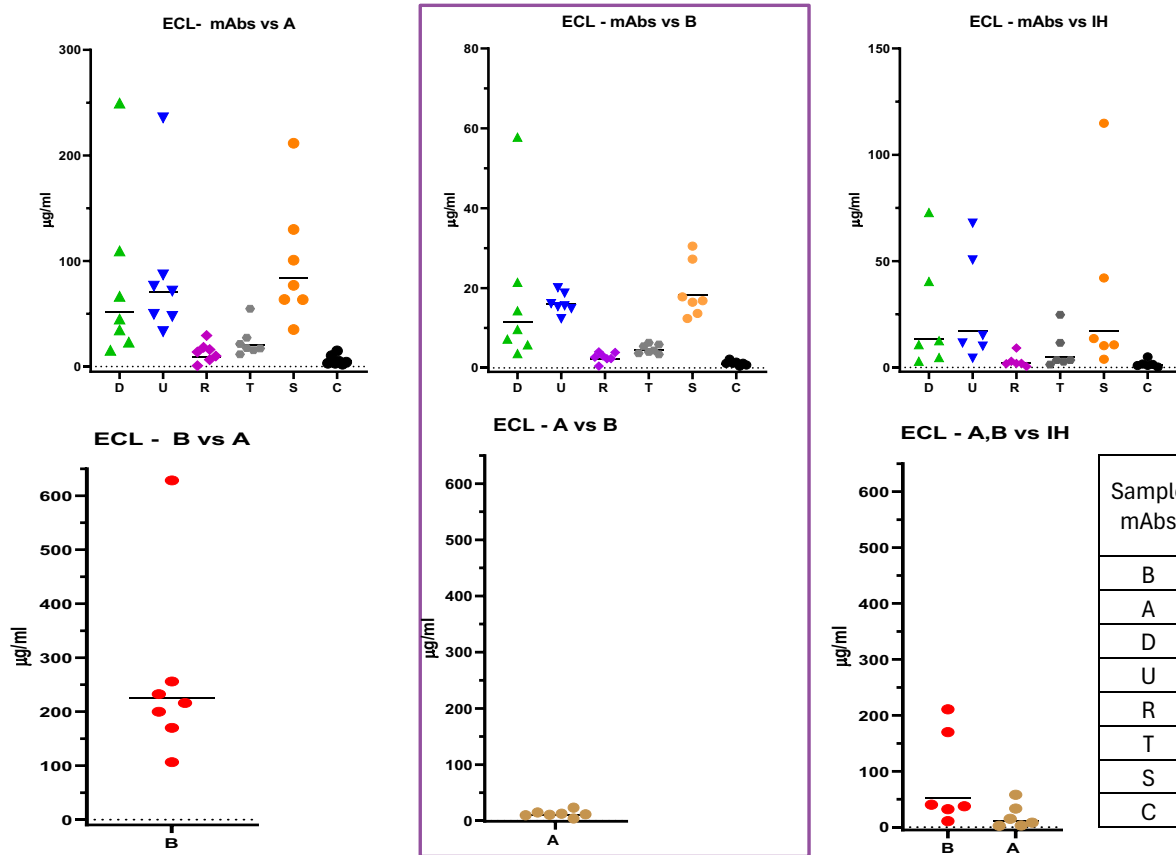 ECL- mAbs vs A
300
200
100
0
µg/ml
D U R T S C
ECL - mAbs vs B
80
60
40
20
0
µg/ml
D U R T S C
ECL - mAbs vs IH
150
100
50
0
µg/ml
D U R T S C
ECL - B vs A
600
500
400
300
200
100
0
µg/ml
B
ECL - A vs B
600
500
400
300
200
100
0
µg/ml
A
ECL - A,B vs IH
600
500
400
300
200
100
0
µg/ml
B A
Sample
mAbs
B
A
D
U
R
T
S
C